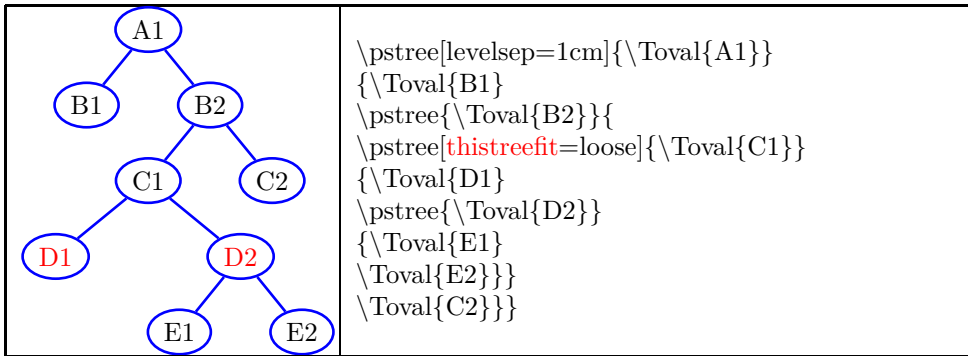 A1
B1 B2
C1 C2
D1 D2
E1 E2
\pstree[levelsep=1cm]{\Toval{A1}}
{\Toval{B1}
\pstree{\Toval{B2}}{
\pstree[thistreefit=loose]{\Toval{C1}}
{\Toval{D1}
\pstree{\Toval{D2}}
{\Toval{E1}
\Toval{E2}}}
\Toval{C2}}}